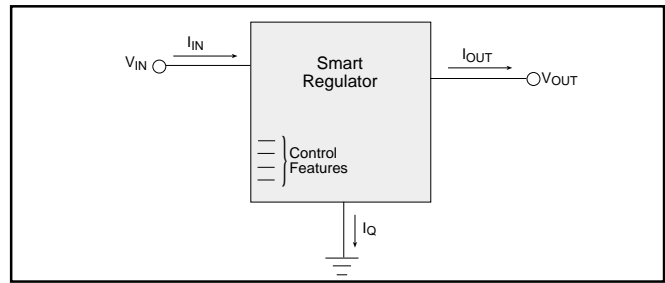 IIN
VIN
Smart
Regulator
IOUT
VOUT
Control
Features
IQ